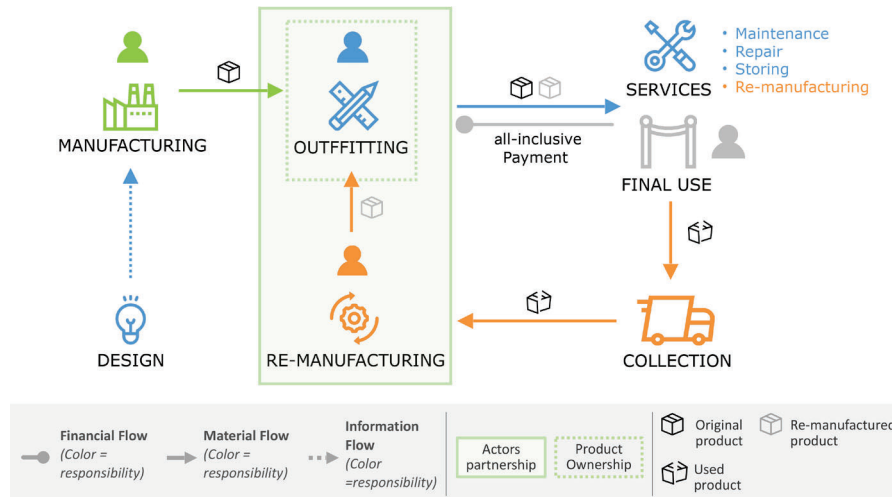 • Maintenance
• Repair
• Storing
• Re-manufacturing
SERVICES
MANUFACTURING
OUTFFITTING
all-inclusive
Payment
FINAL USE
DESIGN
RE-MANUFACTURING
COLLECTION
Financial Flow
(Color =
responsibility)
Material Flow
(Color =
responsibility)
Information
Flow
(Color
=responsibility)
Actors
partnership
Product
Ownership
Original
product
Re-manufactured
product
Used
product